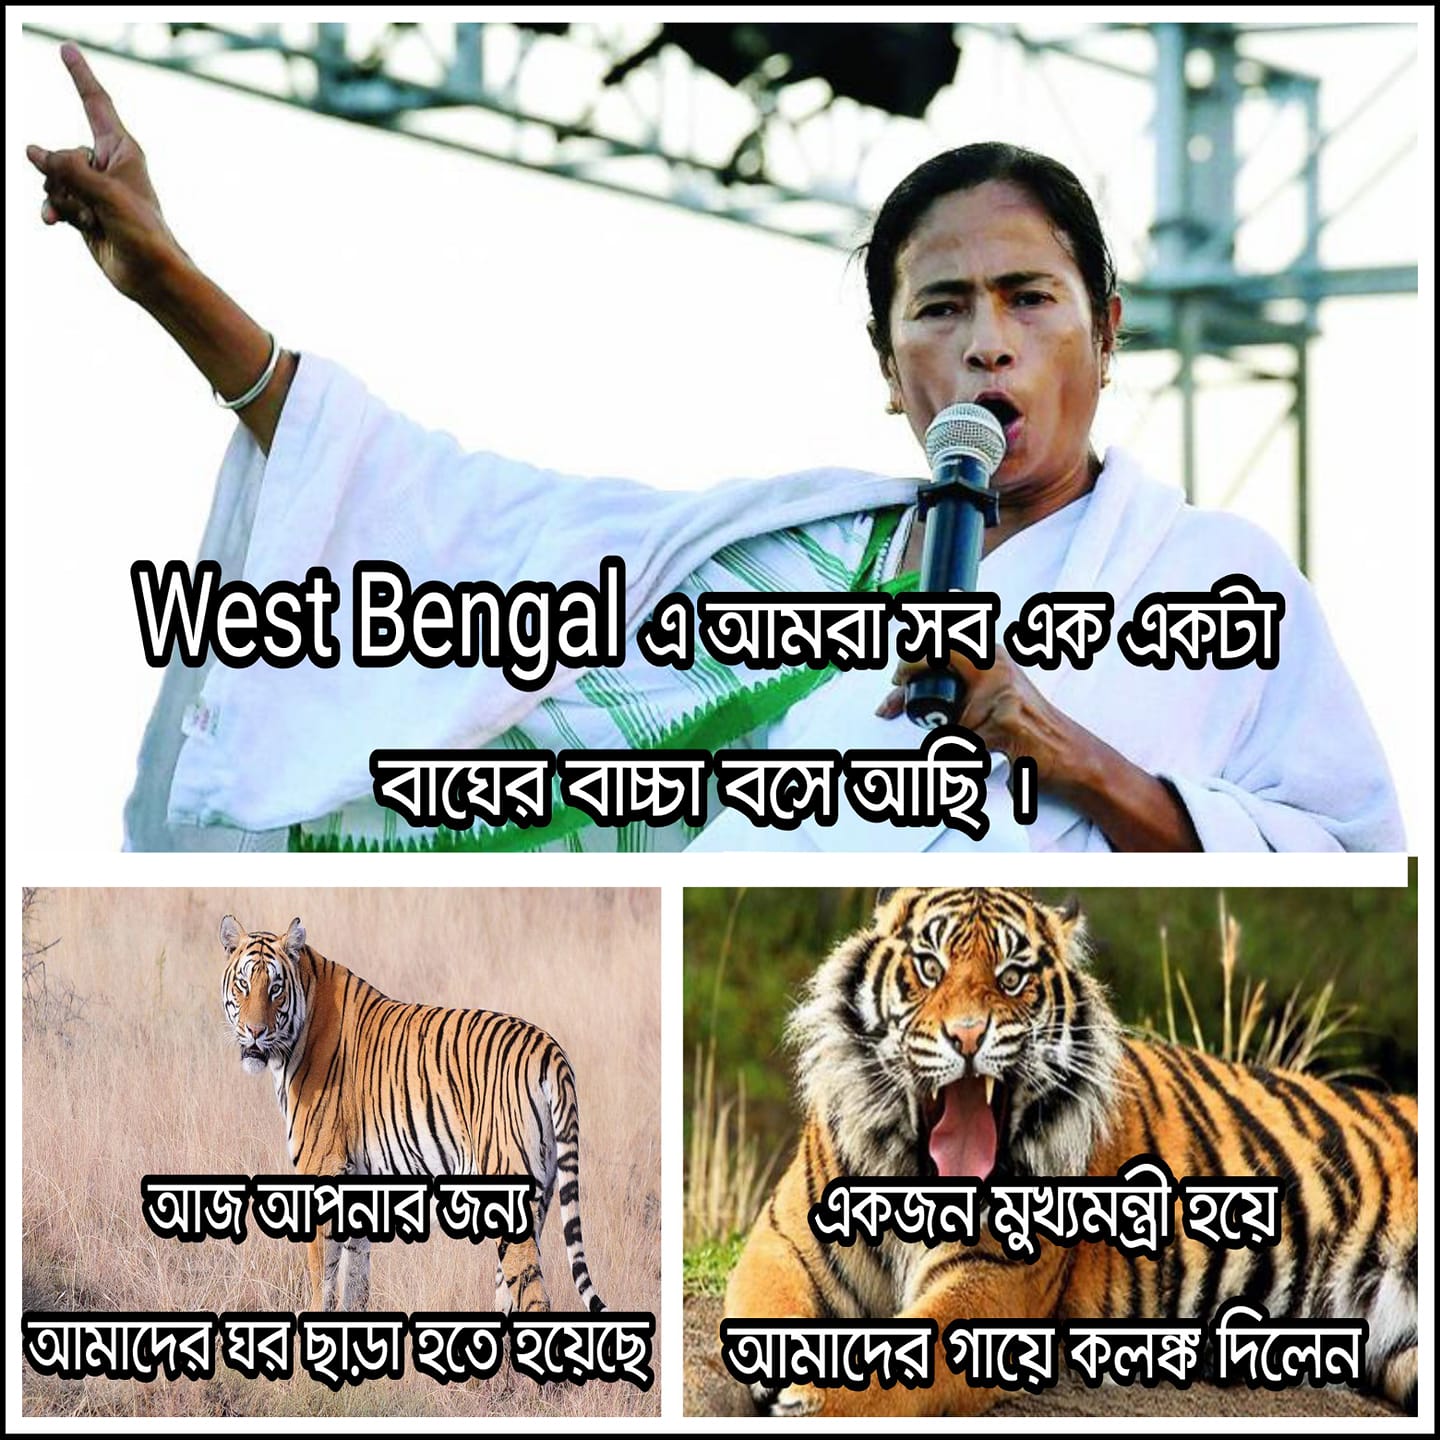 West Bengal এ আমরা সব এক একটা
বাঘের বাচ্চা বসে আছি ।
আজ আপনার জন্য
আমাদের ঘর ছাড়া হতে হয়েছে
একজন মুখ্যমন্ত্রী হয়ে
আমাদের গায়ে কলঙ্ক দিলেন